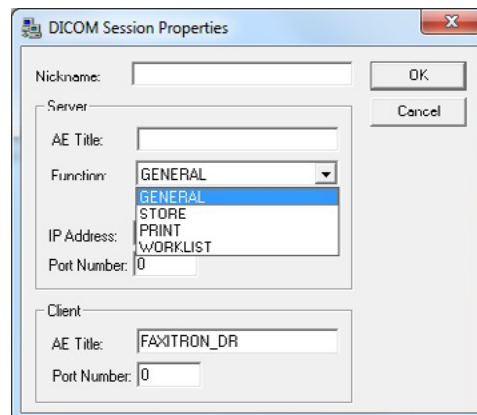 DICOM Session Properties
Nickname:
OK
Cancel
Server
AE Title:
Function:
GENERAL
GENERAL
STORE
PRINT
WORKLIST
IP Address:
Port Number:
0
Client
AE Title:
FAXITRON_DR
Port Number:
0